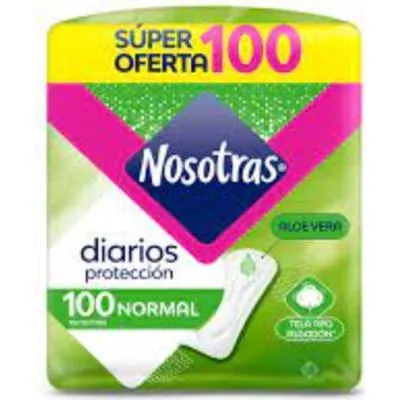 SÚPER
OFERTA 100
Nosotras®
ALOE VERA
diarios
protección
100 NORMAL
TELA TIPO
ALGODÓN